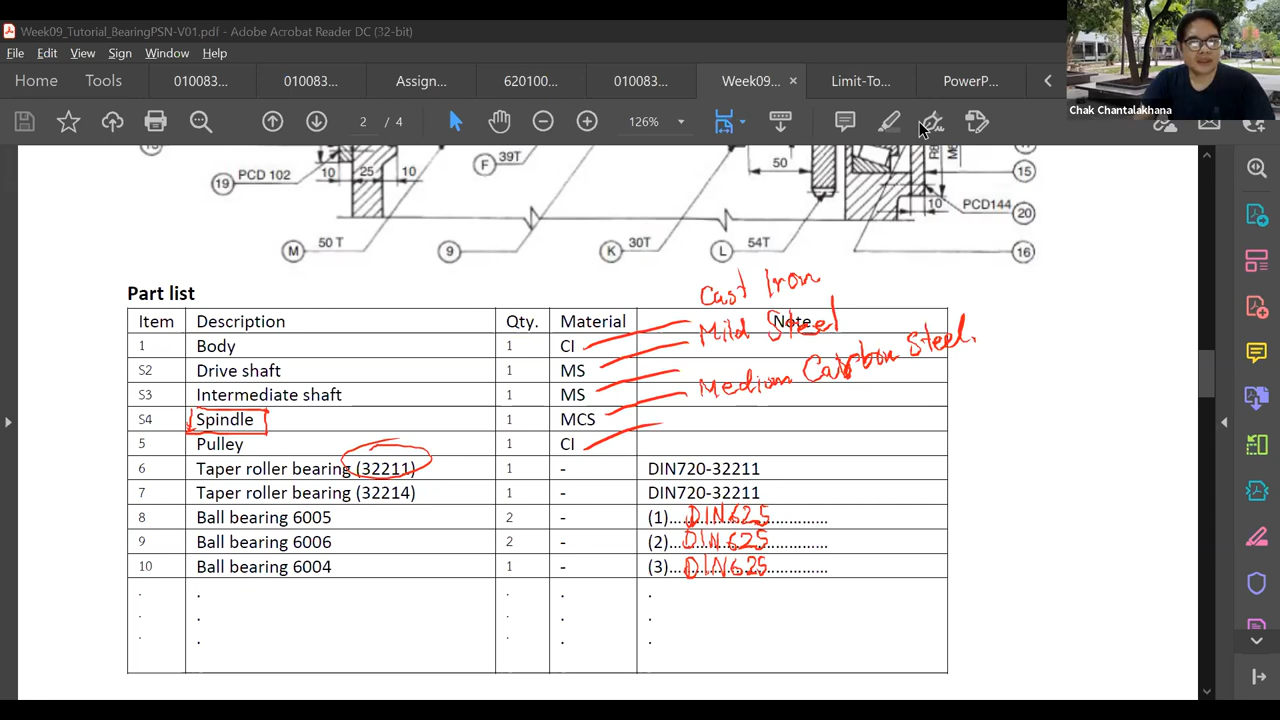 Week09_Tutorial_BearingPSN-V01.pdf - Adobe Acrobat Reader DC (32-bit)
File Edit View Sign Window Help
Home Tools 010083... 010083... Assign... 620100... 010083... Week09... × Limit-To... PowerP...
Chak Chantalakhana
2 / 4 126%
19 PCD 102 10 25 10 F 39T 50 15
10 PCD144 20
M 50 T 9 K 30T L 54T 16
Cast Iron
Part list
Item Description Qty. Material Note
Mild Steel
1 Body 1 CI
Medium Carbon Steel.
S2 Drive shaft 1 MS
S3 Intermediate shaft 1 MS
S4 Spindle 1 MCS
5 Pulley 1 CI
6 Taper roller bearing (32211) 1 - DIN720-32211
7 Taper roller bearing (32214) 1 - DIN720-32211
8 Ball bearing 6005 2 - (1)... DIN625 ...
9 Ball bearing 6006 2 - (2)... DIN625 ...
10 Ball bearing 6004 1 - (3)... DIN625 ...